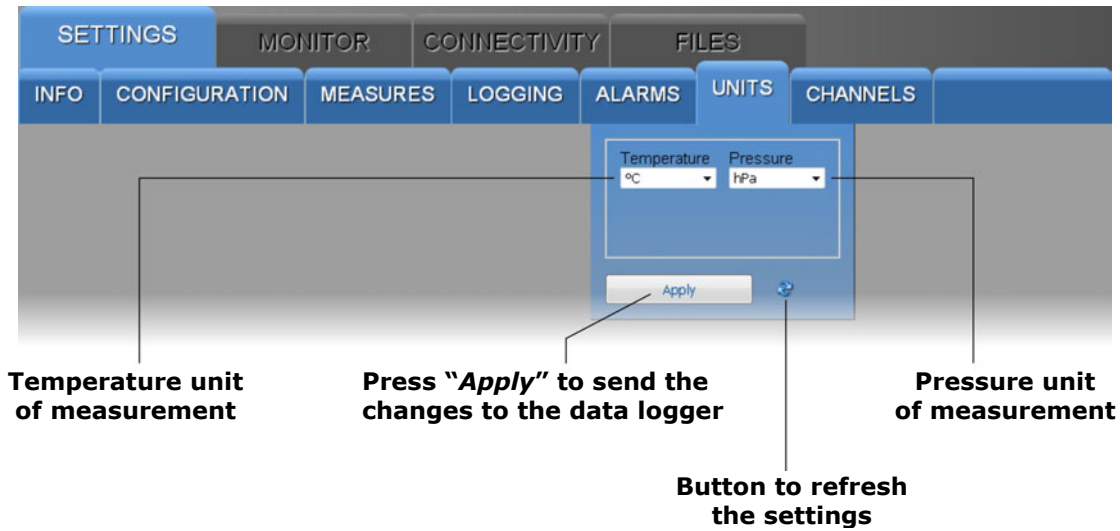 SETTINGS MONITOR CONNECTIVITY FILES
INFO CONFIGURATION MEASURES LOGGING ALARMS UNITS CHANNELS
Temperature Pressure
ºC hPa
Apply
Temperature unit
of measurement
Press “Apply” to send the
changes to the data logger
Pressure unit
of measurement
Button to refresh
the settings